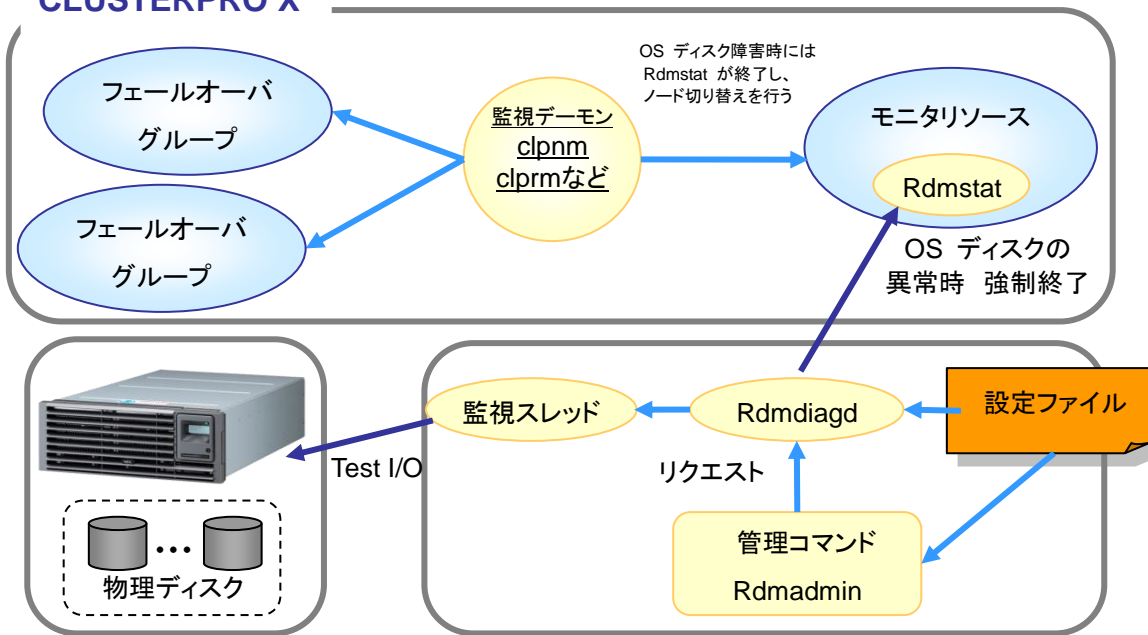 CLUSTERPRO X
フェールオーバ
グループ
フェールオーバ
グループ
監視デーモン
clpnm
clprmなど
OS ディスク障害時には
Rdmstat が終了し、
ノード切り替えを行う
モニタリソース
Rdmstat
OS ディスクの
異常時 強制終了
監視スレッド
Rdmdiagd
設定ファイル
Test I/O
リクエスト
管理コマンド
Rdmadmin
物理ディスク